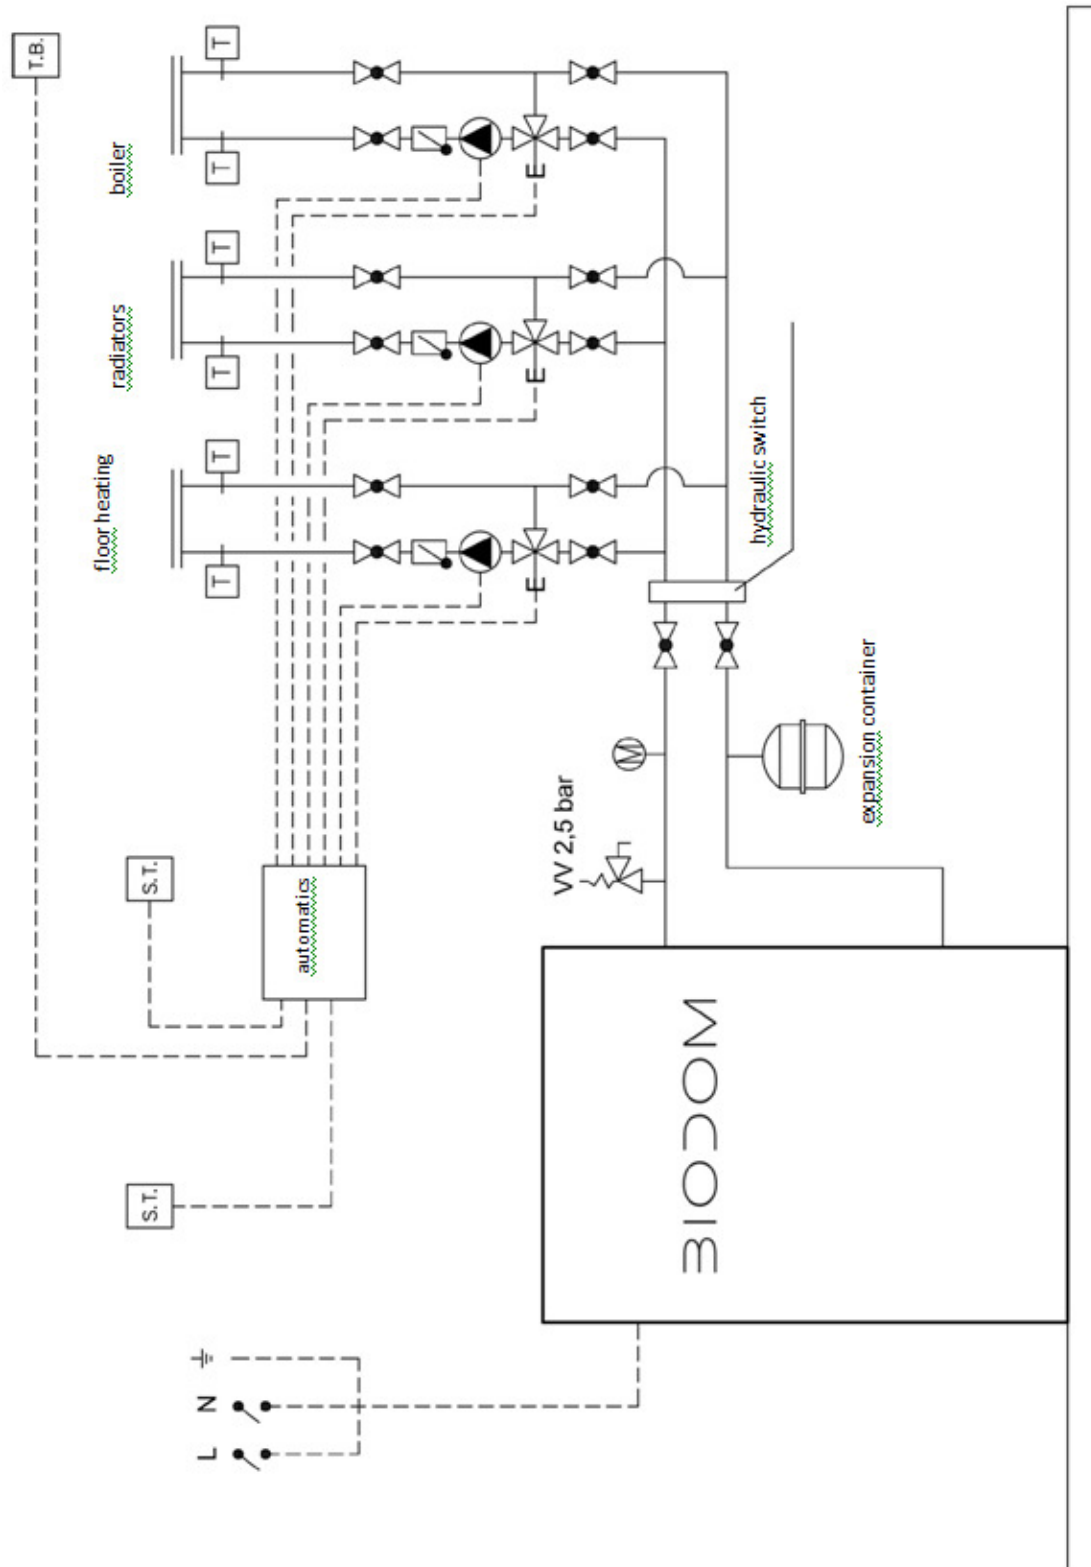 T.B.
floor heating
radiators
boiler
S.T.
S.T.
L N
T
T
T
T
T
T
automatics
E
E
E
VV 2,5 bar
M
BIODOM
hydraulic switch
expansion container